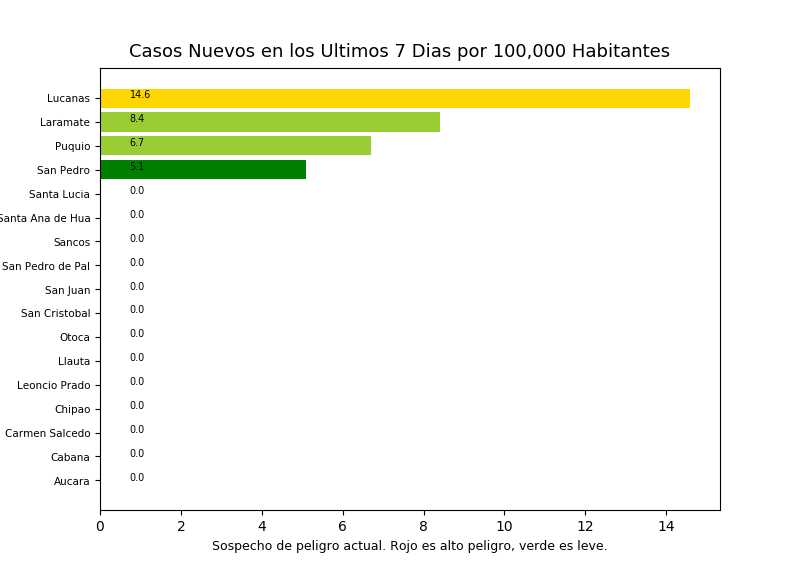 Casos Nuevos en los Ultimos 7 Dias por 100,000 Habitantes
Lucanas 14.6
Laramate 8.4
Puquio 6.7
San Pedro 5.1
Santa Lucia 0.0
Santa Ana de Hua 0.0
Sancos 0.0
San Pedro de Pal 0.0
San Juan 0.0
San Cristobal 0.0
Otoca 0.0
Llauta 0.0
Leoncio Prado 0.0
Chipao 0.0
Carmen Salcedo 0.0
Cabana 0.0
Aucara 0.0
0 2 4 6 8 10 12 14
Sospecho de peligro actual. Rojo es alto peligro, verde es leve.